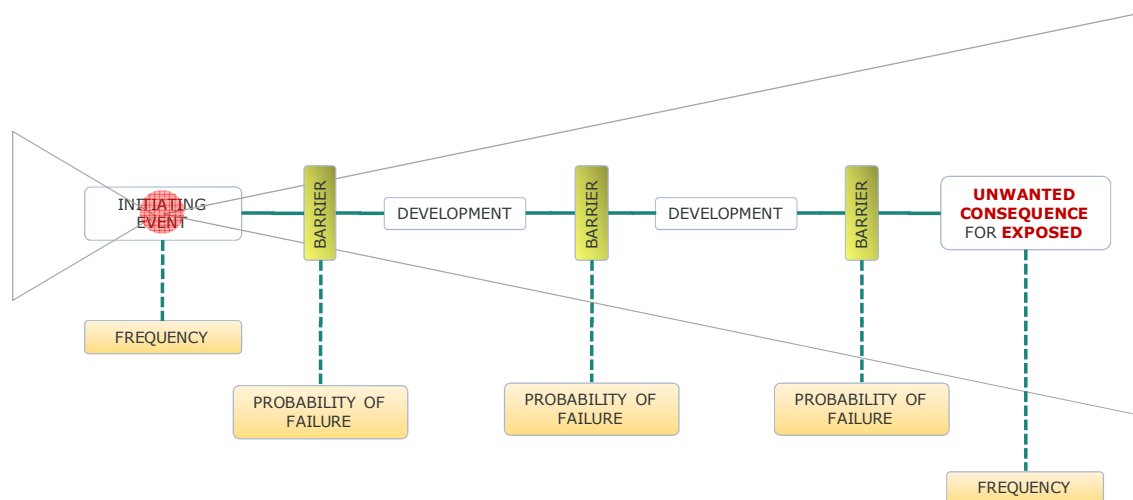 INITIATING
EVENT
BARRIER
DEVELOPMENT
BARRIER
DEVELOPMENT
BARRIER
UNWANTED
CONSEQUENCE
FOR EXPOSED
FREQUENCY
PROBABILITY OF
FAILURE
PROBABILITY OF
FAILURE
PROBABILITY OF
FAILURE
FREQUENCY